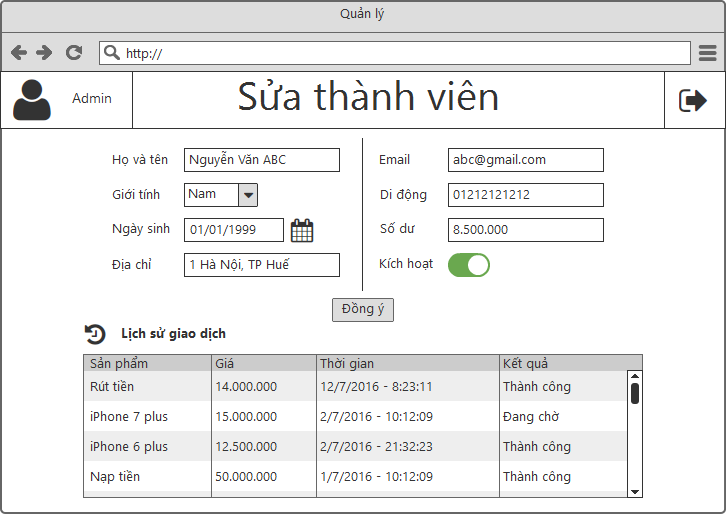 Quản lý
http://
Admin
Sửa thành viên
Họ và tên
Nguyễn Văn ABC
Giới tính
Nam
Ngày sinh
01/01/1999
Địa chỉ
1 Hà Nội, TP Huế
Email
abc@gmail.com
Di động
01212121212
Số dư
8.500.000
Kích hoạt
Đồng ý
Lịch sử giao dịch
Sản phẩm Giá Thời gian Kết quả
Rút tiền 14.000.000 12/7/2016 - 8:23:11 Thành công
iPhone 7 plus 15.000.000 2/7/2016 - 10:12:09 Đang chờ
iPhone 6 plus 12.500.000 2/7/2016 - 21:32:23 Thành công
Nạp tiền 50.000.000 1/7/2016 - 10:12:09 Thành công